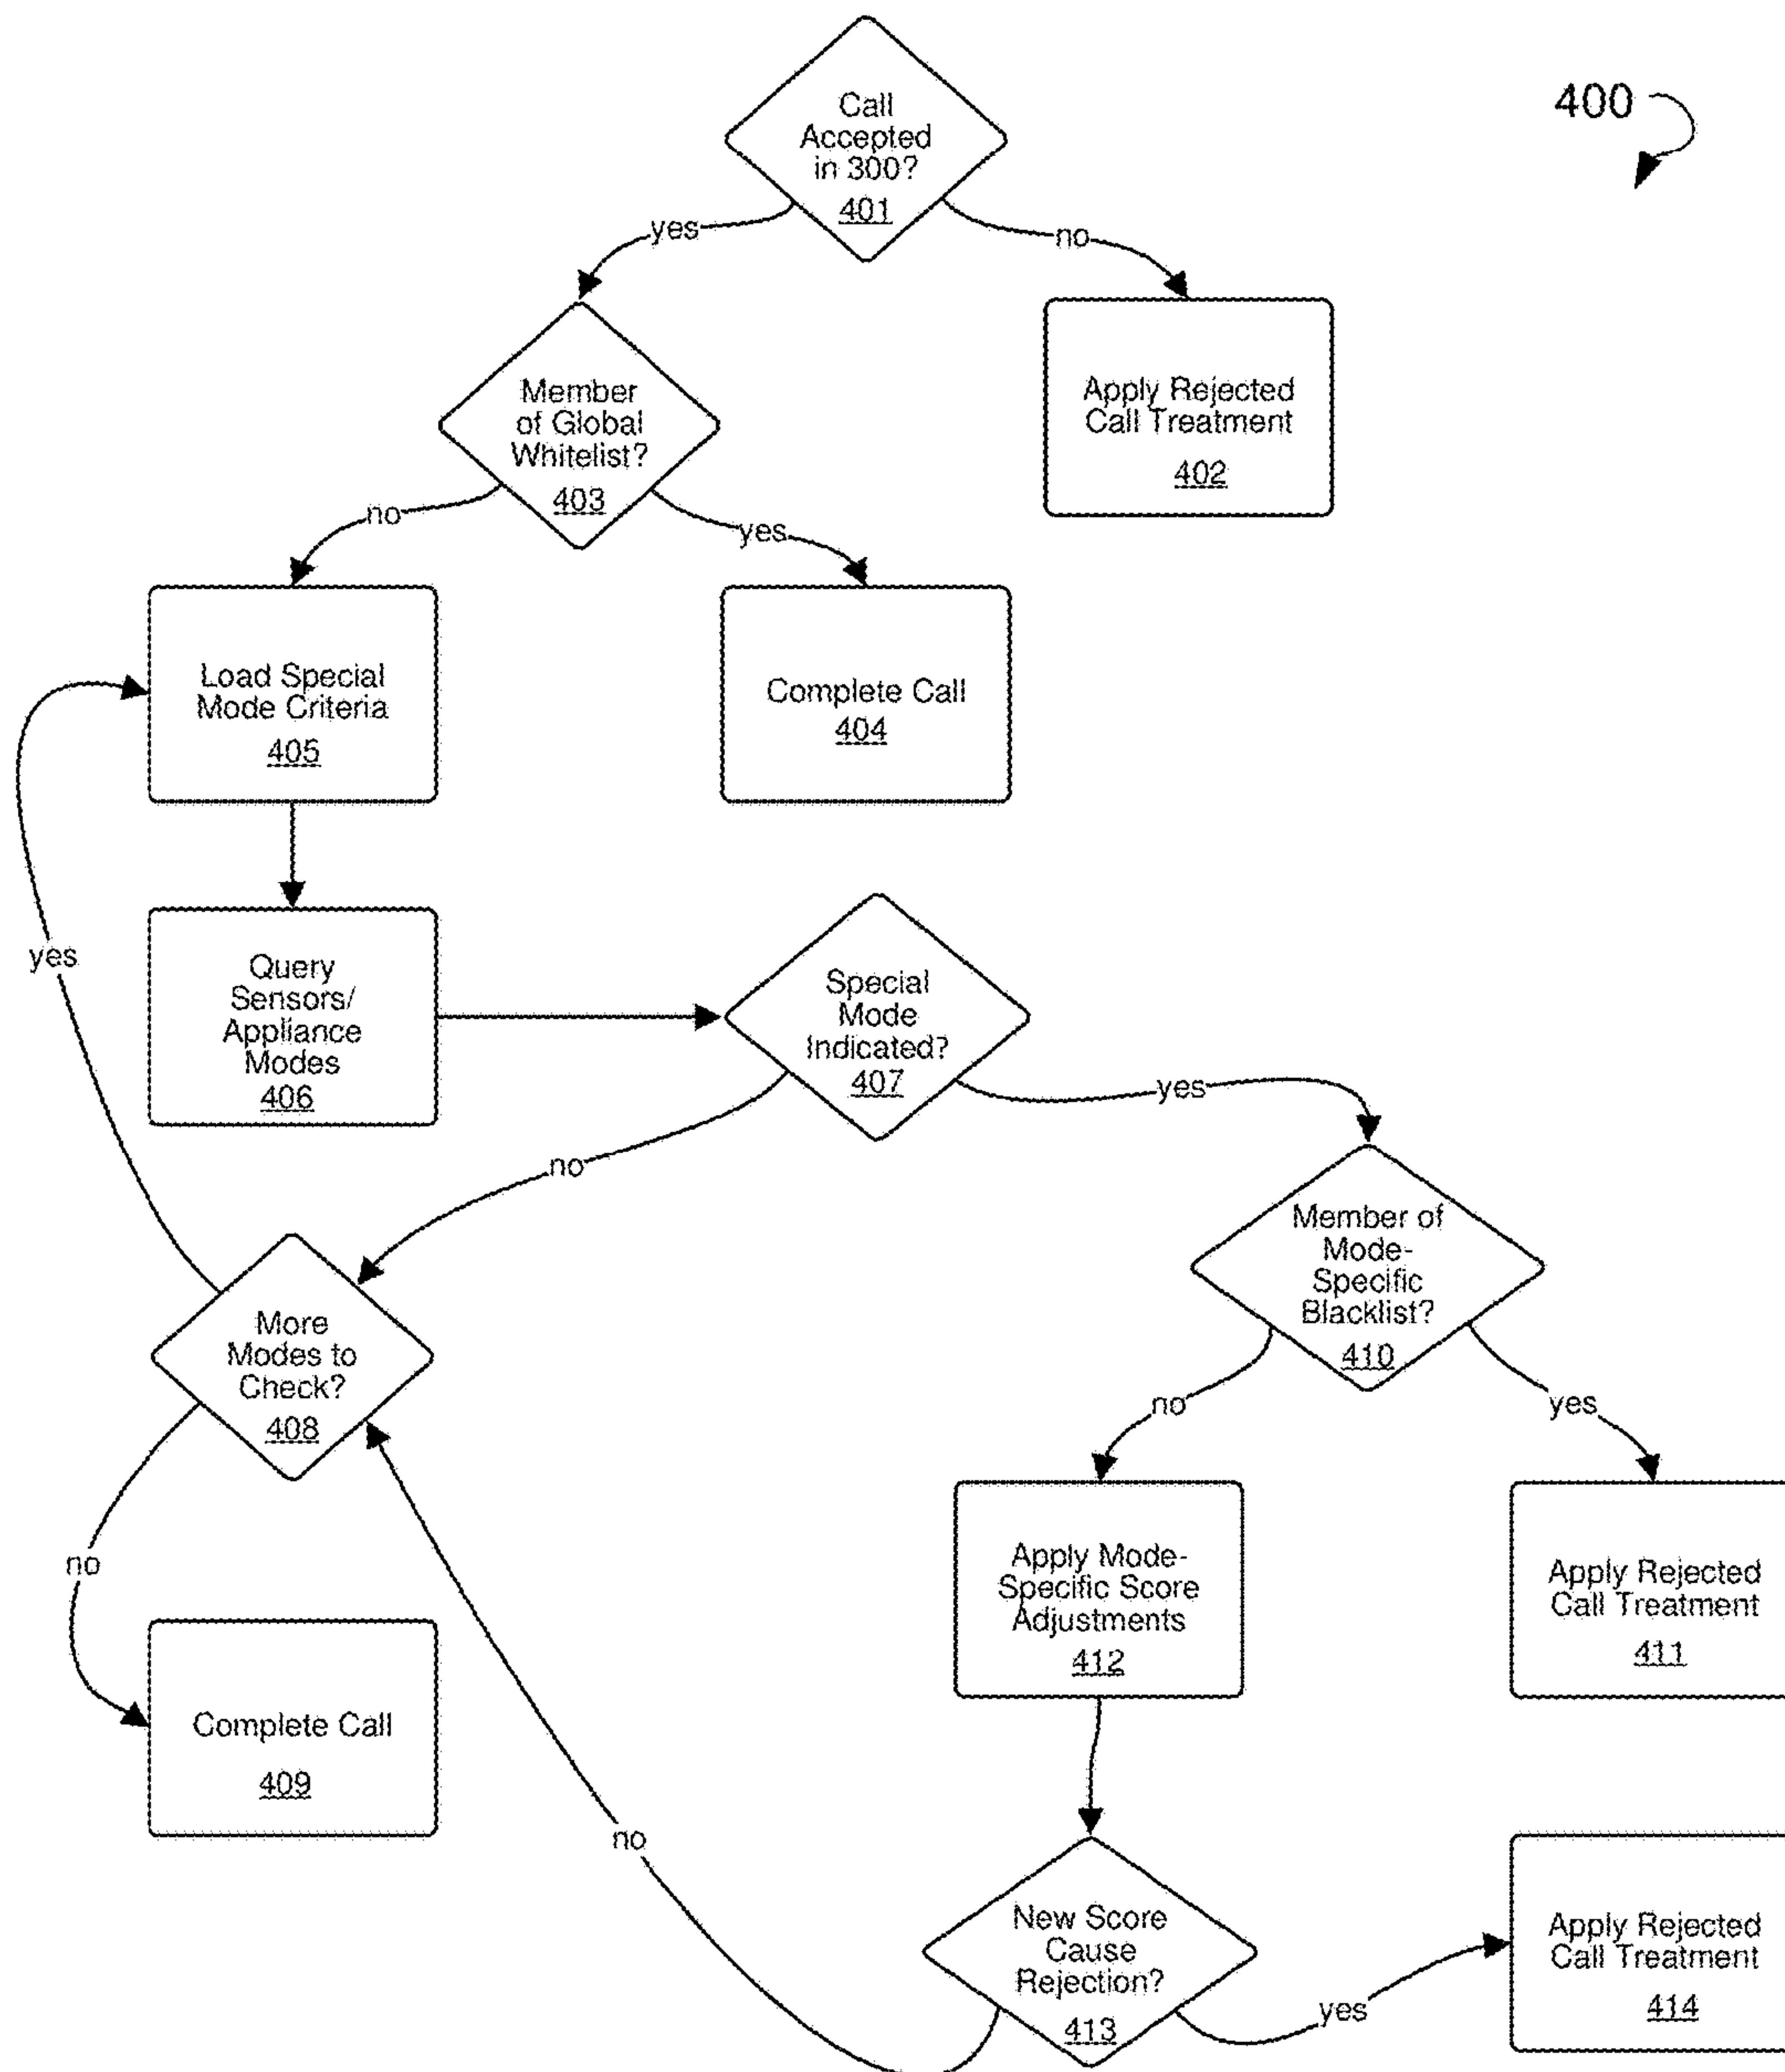 400
Call
Accepted
in 300?
401
yes
no
Member
of Global
Whitelist?
403
Apply Rejected
Call Treatment
402
no
yes
Load Special
Mode Criteria
405
Complete Call
404
yes
Query
Sensors/
Appliance
Modes
406
Special
Mode
Indicated?
407
yes
no
Member of
Mode-
Specific
Blacklist?
410
More
Modes to
Check?
408
no
yes
no
Apply Mode-
Specific Score
Adjustments
412
Apply Rejected
Call Treatment
411
Complete Call
409
no
New Score
Cause
Rejection?
413
yes
Apply Rejected
Call Treatment
414